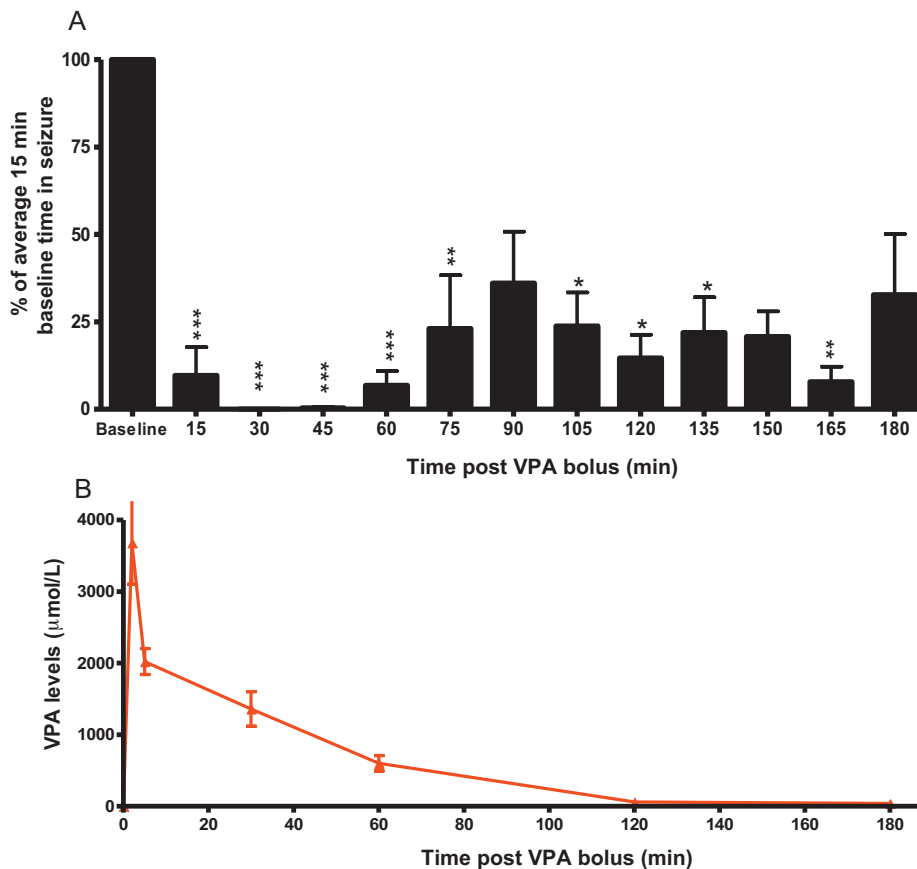 A
% of average 15 min
baseline time in seizure
100
75
50
25
0
***
***
***
***
**
*
*
*
**
Baseline 15 30 45 60 75 90 105 120 135 150 165 180
Time post VPA bolus (min)
B
VPA levels (μmol/L)
4000
3000
2000
1000
0
0 20 40 60 80 100 120 140 160 180
Time post VPA bolus (min)